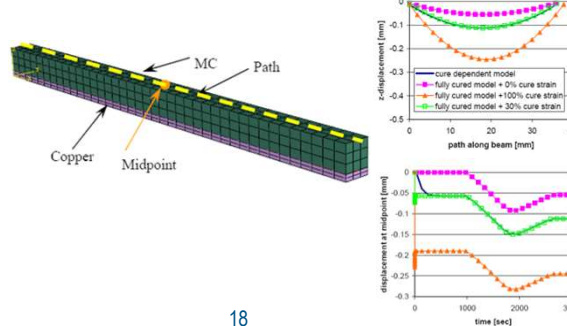 MC
Path
Copper
Midpoint
0
-0.1
-0.2
-0.3
-0.4
-0.5
z-displacement [mm]
cure dependent model
fully cured model + 0% cure strain
fully cured model +100% cure strain
fully cured model + 30% cure strain
0
10
20
30
path along beam [mm]
0
-0.05
-0.1
-0.15
-0.2
-0.25
-0.3
displacement at midpoint [mm]
0
1000
2000
time [sec]
18